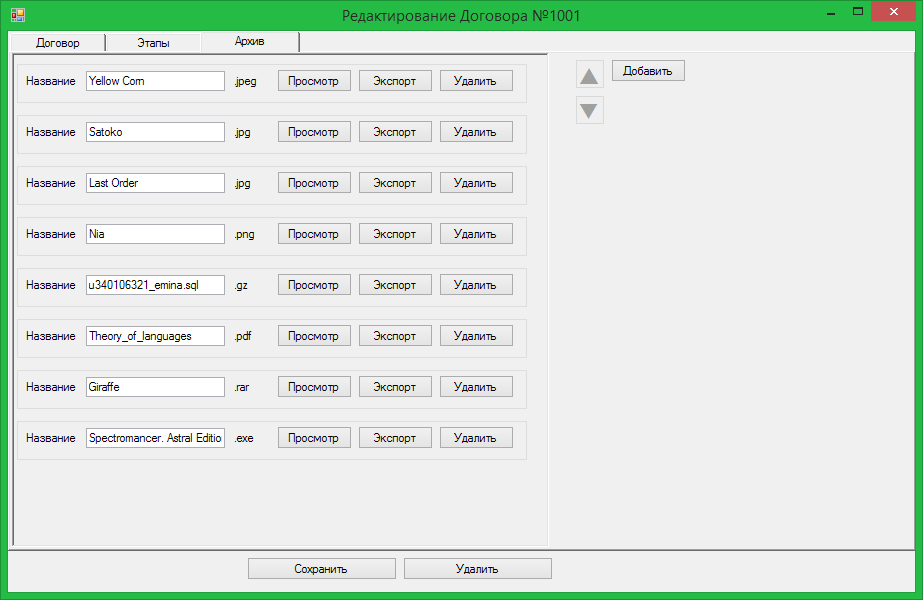 Редактирование Договора №1001
Договор Этапы Архив
Название Yellow Corn .jpeg Просмотр Экспорт Удалить Добавить
Название Satoko .jpg Просмотр Экспорт Удалить
Название Last Order .jpg Просмотр Экспорт Удалить
Название Nia .png Просмотр Экспорт Удалить
Название u340106321_emina.sql .gz Просмотр Экспорт Удалить
Название Theory_of_languages .pdf Просмотр Экспорт Удалить
Название Giraffe .rar Просмотр Экспорт Удалить
Название Spectromancer. Astral Editio .exe Просмотр Экспорт Удалить
Сохранить Удалить